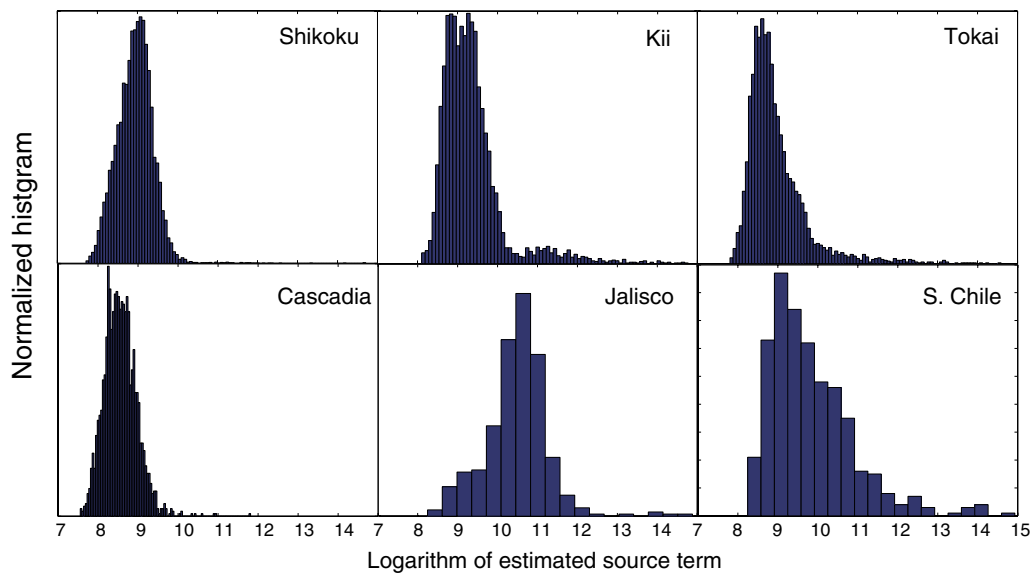 Shikoku
Kii
Tokai
Normalized histgram
Cascadia
Jalisco
S. Chile
7 8 9 10 11 12 13 14 7 8 9 10 11 12 13 14 7 8 9 10 11 12 13 14 15
Logarithm of estimated source term